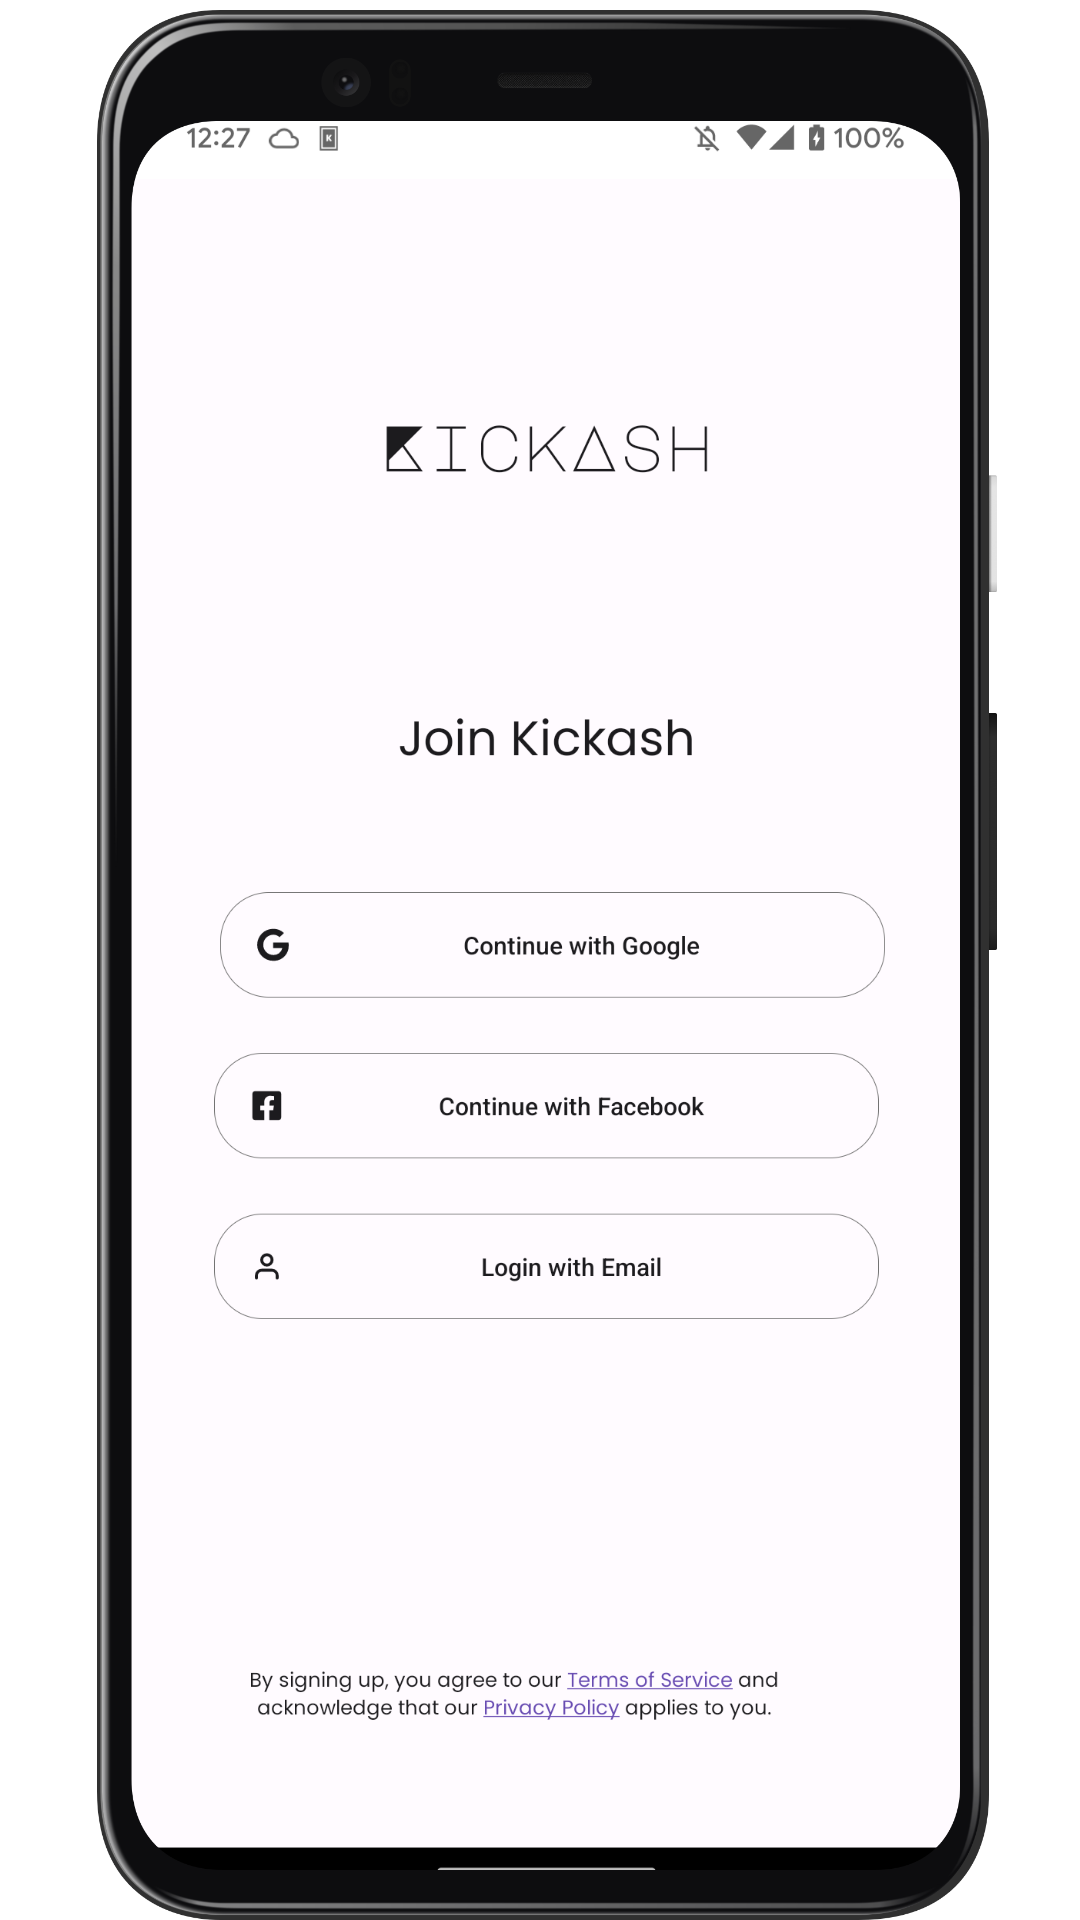 12:27 K 100%
KICKASH
Join Kickash
Continue with Google
Continue with Facebook
Login with Email
By signing up, you agree to our Terms of Service and
acknowledge that our Privacy Policy applies to you.